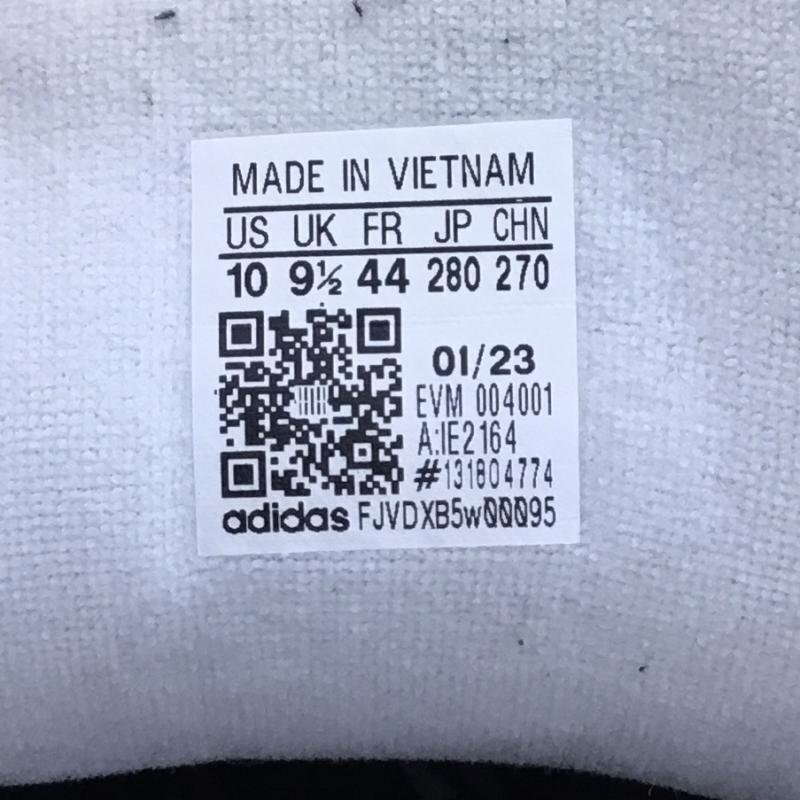 MADE IN VIETNAM
US UK FR JP CHN
10 9½ 44 280 270
01/23
EVM 004001
A:IE2164
#131804774
adidas FJVDXB5w00095